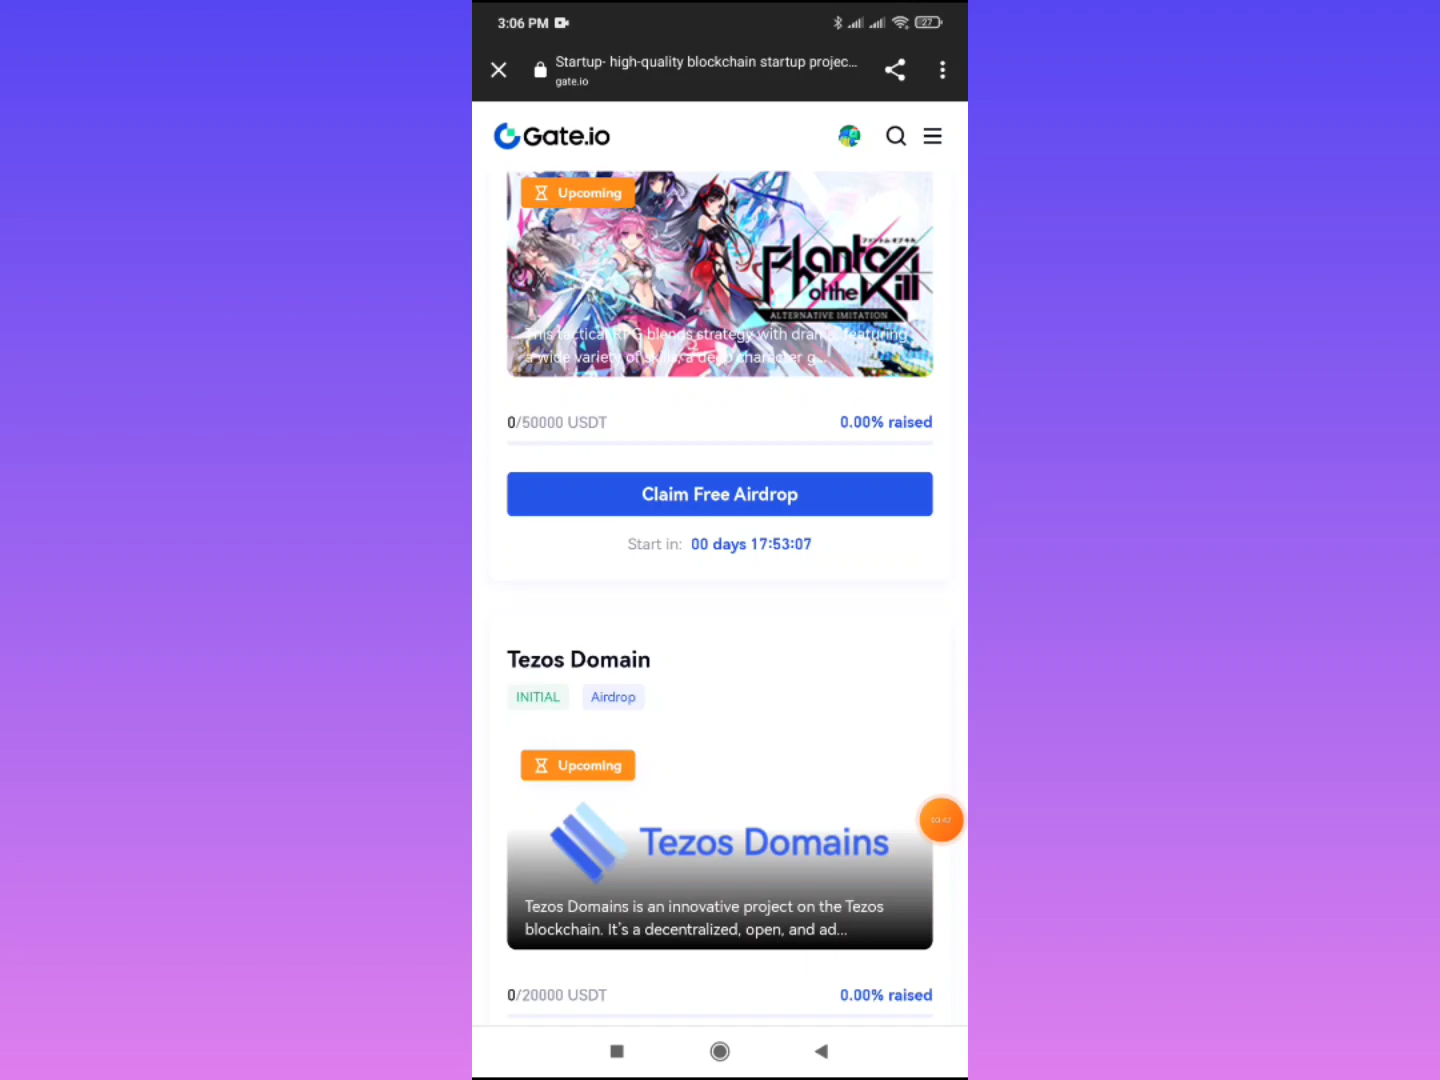 3:06 PM
27
Startup- high-quality blockchain startup projec...
gate.io
Gate.io
Upcoming
Phantom
of the Kill
ALTERNATIVE IMITATION
This tactical RPG blends strategy with drama, featuring
a wide variety of skills, a deep character g...
0/50000 USDT
0.00% raised
Claim Free Airdrop
Start in: 00 days 17:53:07
Tezos Domain
INITIAL
Airdrop
Upcoming
Tezos Domains
Tezos Domains is an innovative project on the Tezos
blockchain. It's a decentralized, open, and ad...
0/20000 USDT
0.00% raised